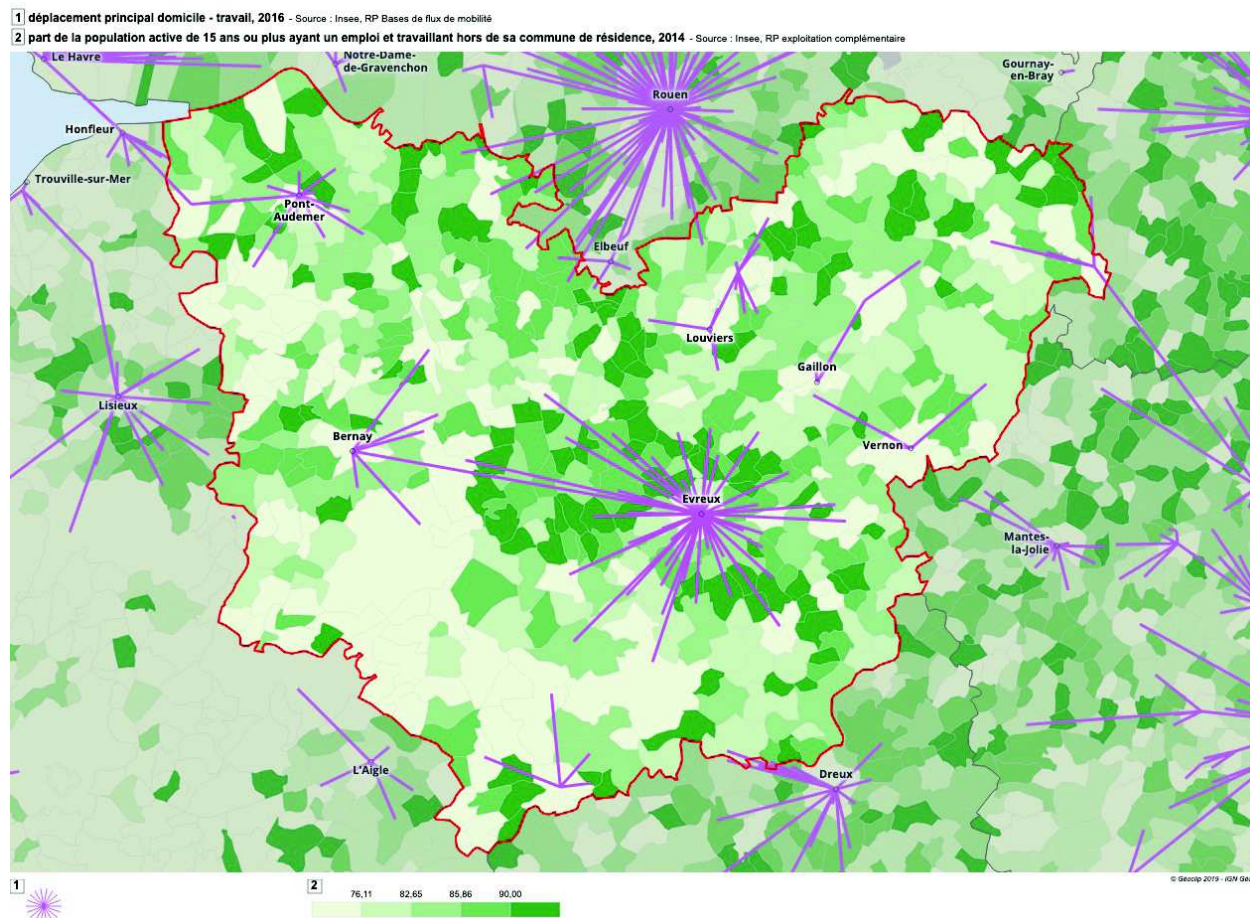 1 déplacement principal domicile - travail, 2016 - Source : Insee, RP Bases de flux de mobilité
2 part de la population active de 15 ans ou plus ayant un emploi et travaillant hors de sa commune de résidence, 2014 - Source : Insee, RP exploitation complémentaire
Le Havre
Notre-Dame-
de-Gravenchon
Gournay-
en-Bray
Rouen
Honfleur
Trouville-sur-Mer
Pont-
Audemer
Elbeuf
Louviers
Gaillon
Lisieux
Bernay
Vernon
Evreux
Mantes-
la-Jolie
L'Aigle
Dreux
© Géoclip 2019 - IGN Géo
1
2
76,11 82,65 85,86 90,00